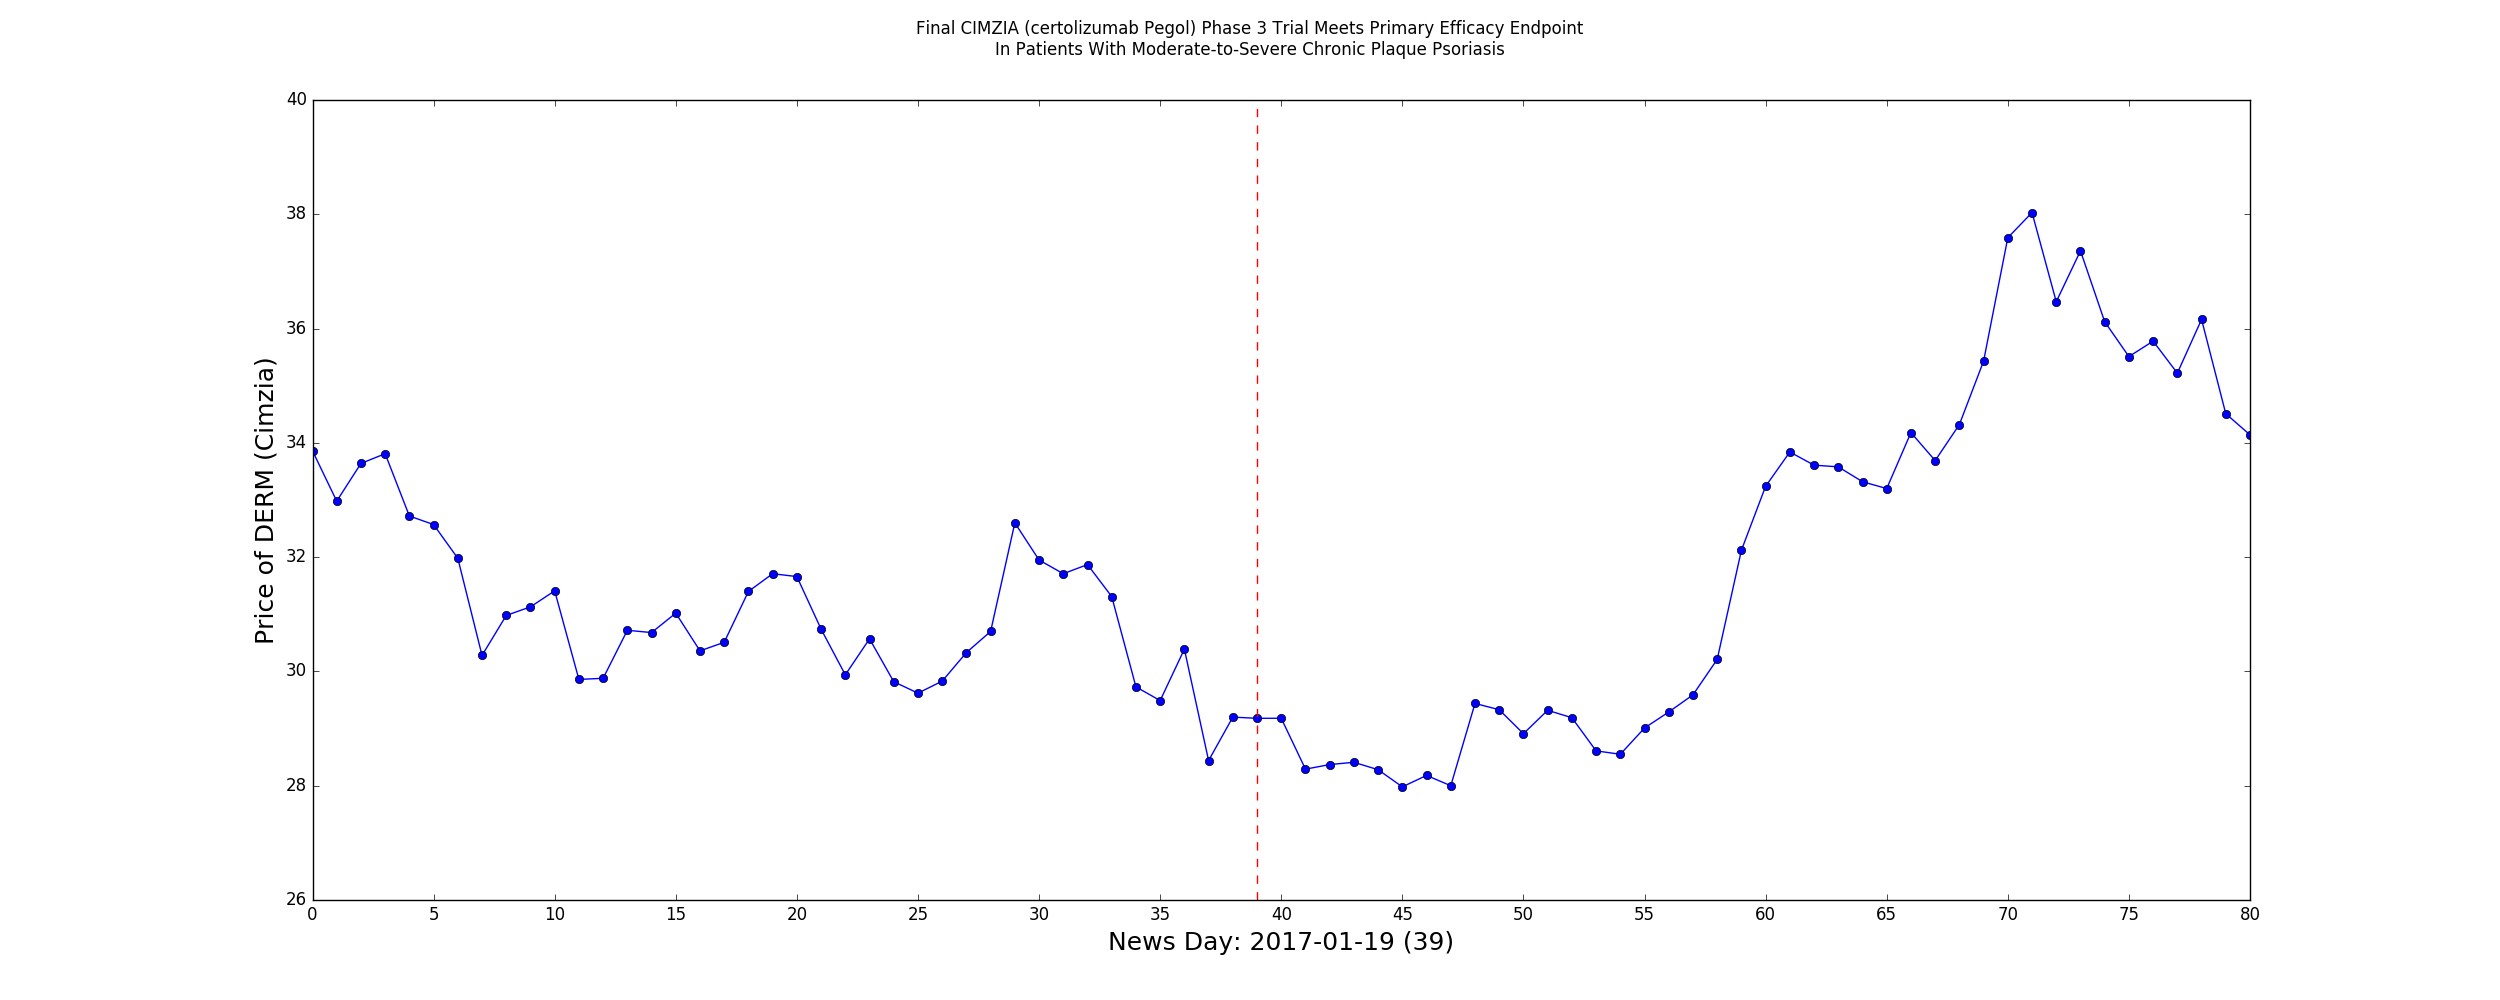 Final CIMZIA (certolizumab Pegol) Phase 3 Trial Meets Primary Efficacy Endpoint
In Patients With Moderate-to-Severe Chronic Plaque Psoriasis
40
38
36
34
32
30
28
26
Price of DERM (Cimzia)
0 5 10 15 20 25 30 35 40 45 50 55 60 65 70 75 80
News Day: 2017-01-19 (39)